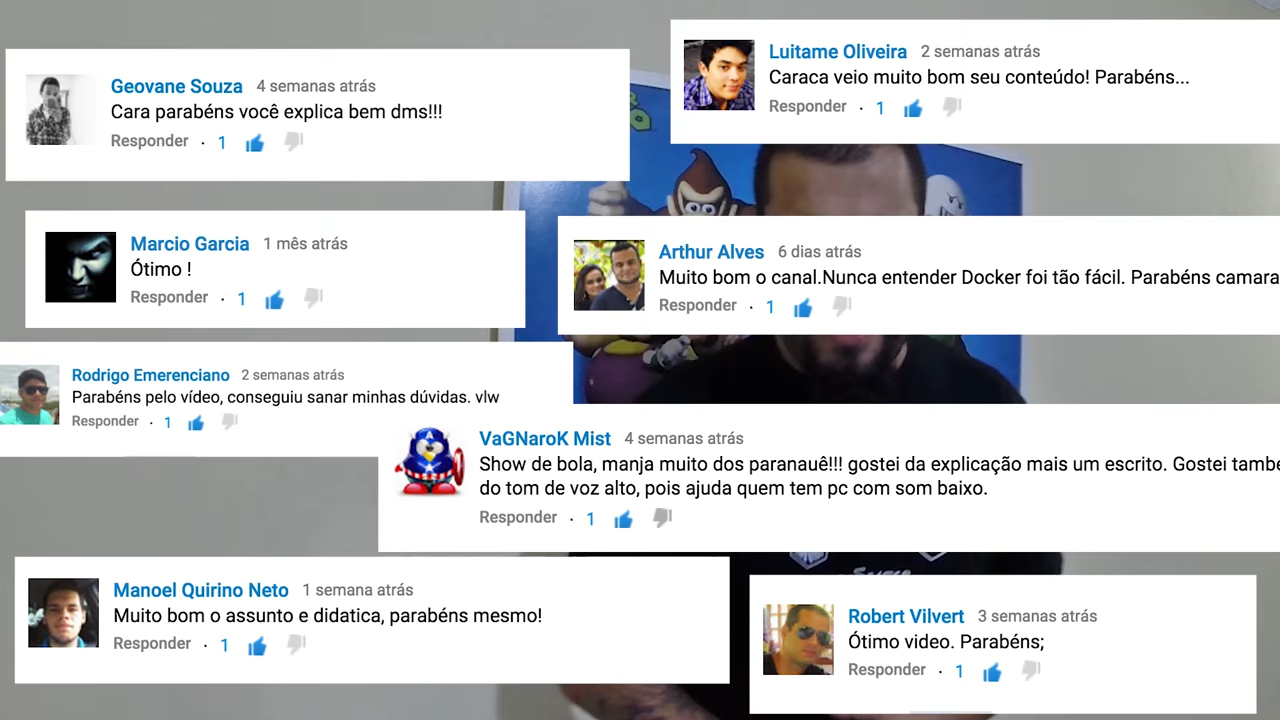 Luitame Oliveira 2 semanas atrás
Caraca veio muito bom seu conteúdo! Parabéns...
Responder · 1
Geovane Souza 4 semanas atrás
Cara parabéns você explica bem dms!!!
Responder · 1
Marcio Garcia 1 mês atrás
Ótimo !
Responder · 1
Arthur Alves 6 dias atrás
Muito bom o canal.Nunca entender Docker foi tão fácil. Parabéns camara
Responder · 1
Rodrigo Emerenciano 2 semanas atrás
Parabéns pelo vídeo, conseguiu sanar minhas dúvidas. vlw
Responder · 1
VaGNaroK Mist 4 semanas atrás
Show de bola, manja muito dos paranauê!!! gostei da explicação mais um escrito. Gostei tambe
do tom de voz alto, pois ajuda quem tem pc com som baixo.
Responder · 1
Manoel Quirino Neto 1 semana atrás
Muito bom o assunto e didatica, parabéns mesmo!
Responder · 1
Robert Vilvert 3 semanas atrás
Ótimo video. Parabéns;
Responder · 1